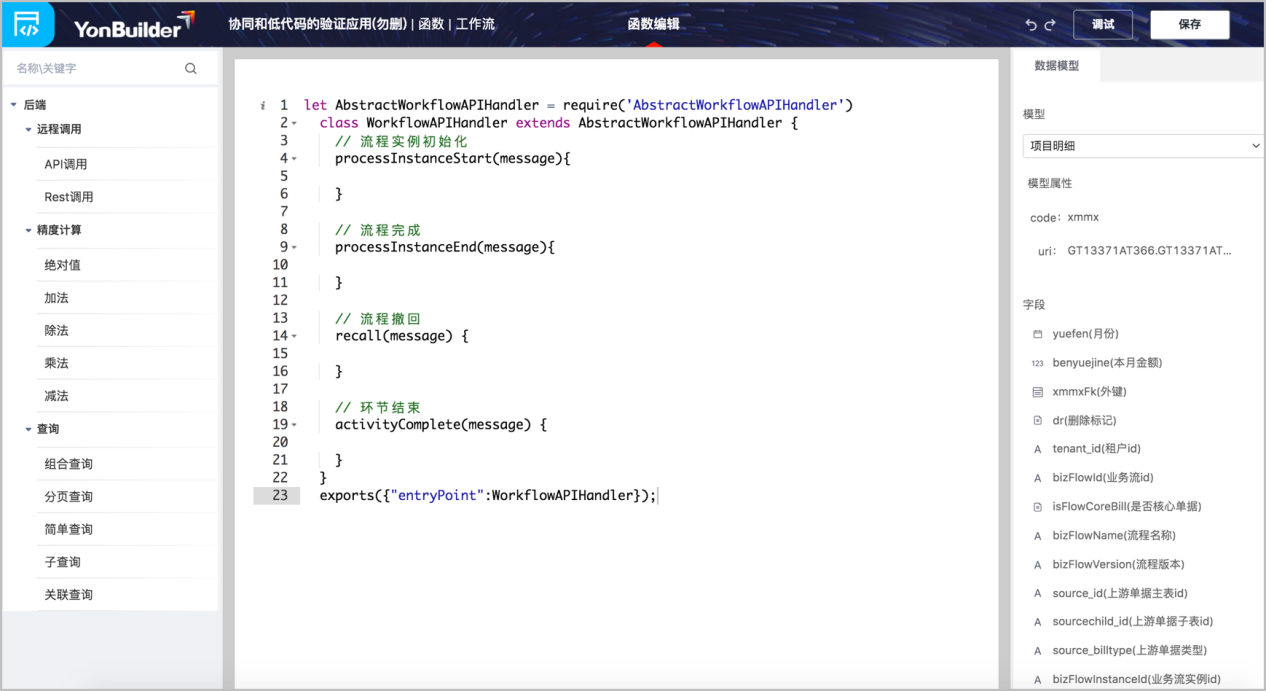 YonBuilder
协同和低代码的验证应用(勿删) | 函数 | 工作流
函数编辑
调试
保存
名称\关键字
后端
远程调用
API调用
Rest调用
精度计算
绝对值
加法
除法
乘法
减法
查询
组合查询
分页查询
简单查询
子查询
关联查询
i 1 let AbstractWorkflowAPIHandler = require('AbstractWorkflowAPIHandler')
2 class WorkflowAPIHandler extends AbstractWorkflowAPIHandler {
3 // 流程实例初始化
4 processInstanceStart(message){
5
6 }
7
8 // 流程完成
9 processInstanceEnd(message){
10
11 }
12
13 // 流程撤回
14 recall(message) {
15
16 }
17
18 // 环节结束
19 activityComplete(message) {
20
21 }
22 }
23 exports({"entryPoint":WorkflowAPIHandler});
数据模型
模型
项目明细
模型属性
code: xmmx
uri: GT13371AT366.GT13371AT...
字段
yuefen(月份)
123 benyuejine(本月金额)
xmmxFk(外键)
dr(删除标记)
A tenant_id(租户id)
A bizFlowId(业务流id)
isFlowCoreBill(是否核心单据)
A bizFlowName(流程名称)
A bizFlowVersion(流程版本)
A source_id(上游单据主表id)
A sourcechild_id(上游单据子表id)
A source_billtype(上游单据类型)
A bizFlowInstanceId(业务流实例id)